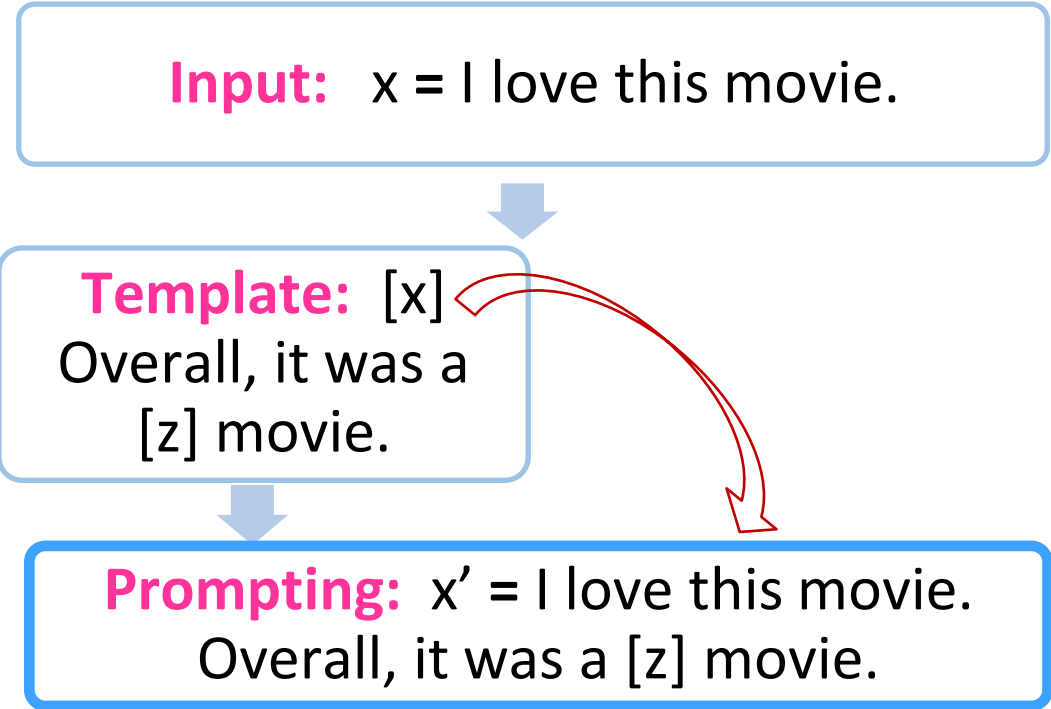 Input: x = I love this movie.
Template: [x]
Overall, it was a
[z] movie.
Prompting: x’ = I love this movie.
Overall, it was a [z] movie.